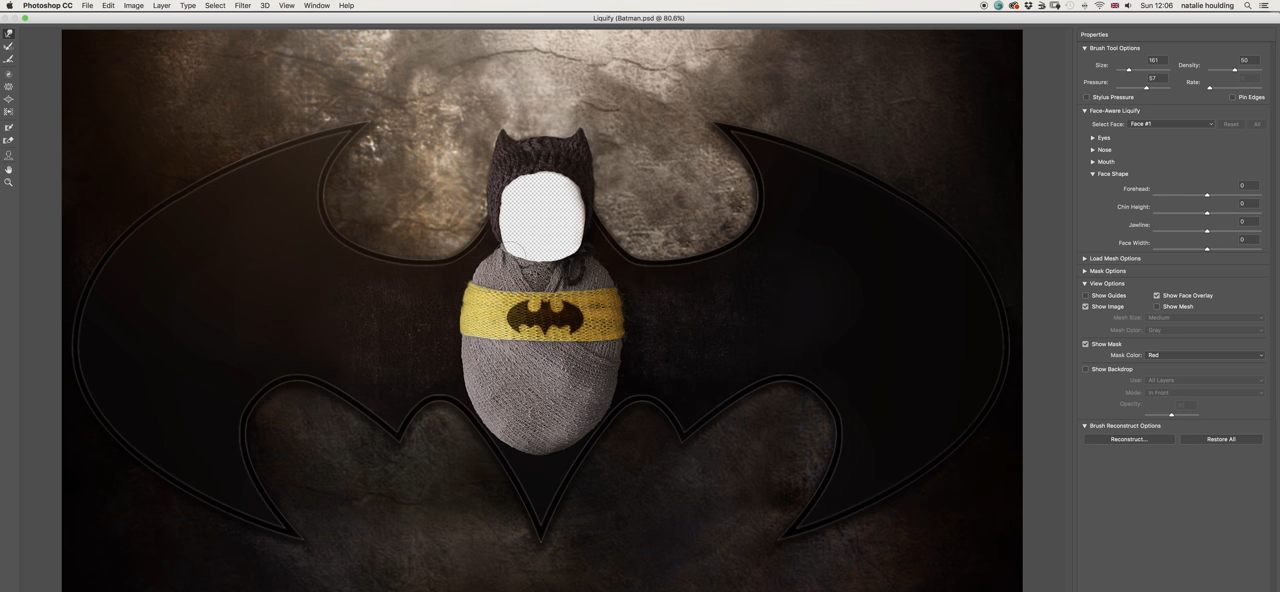 Photoshop CC File Edit Image Layer Type Select Filter 3D View Window Help Sun 12:06 natalie houlding
Liquify (Batman.psd @ 80.6%)
Properties
Brush Tool Options
Size: 161 Density: 50
Pressure: 57 Rate:
Stylus Pressure Pin Edges
Face-Aware Liquify
Select Face: Face #1 Reset All
Eyes
Nose
Mouth
Face Shape
Forehead: 0
Chin Height: 0
Jawline: 0
Face Width: 0
Load Mesh Options
Mask Options
View Options
Show Guides Show Face Overlay
Show Image Show Mesh
Mesh Size: Medium
Mesh Color: Gray
Show Mask
Mask Color: Red
Show Backdrop
Use: All Layers
Mode: In Front
Opacity:
Brush Reconstruct Options
Reconstruct... Restore All